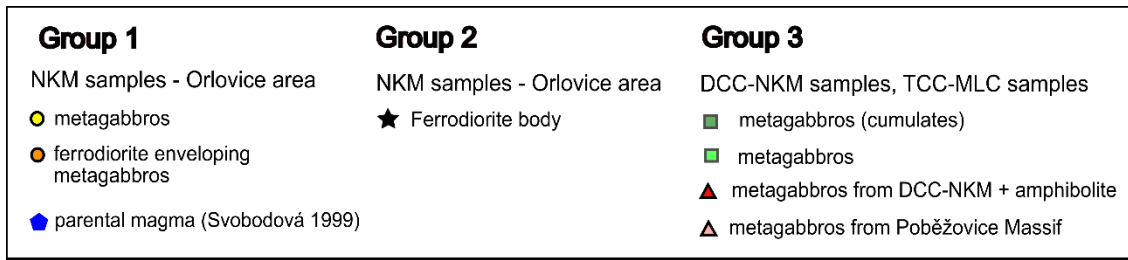 Group 1
NKM samples - Orlovice area
metagabbros
ferrodiorite enveloping
metagabbros
parental magma (Svobodová 1999)
Group 2
NKM samples - Orlovice area
Ferrodiorite body
Group 3
DCC-NKM samples, TCC-MLC samples
metagabbros (cumulates)
metagabbros
metagabbros from DCC-NKM + amphibolite
metagabbros from Poběžovice Massif